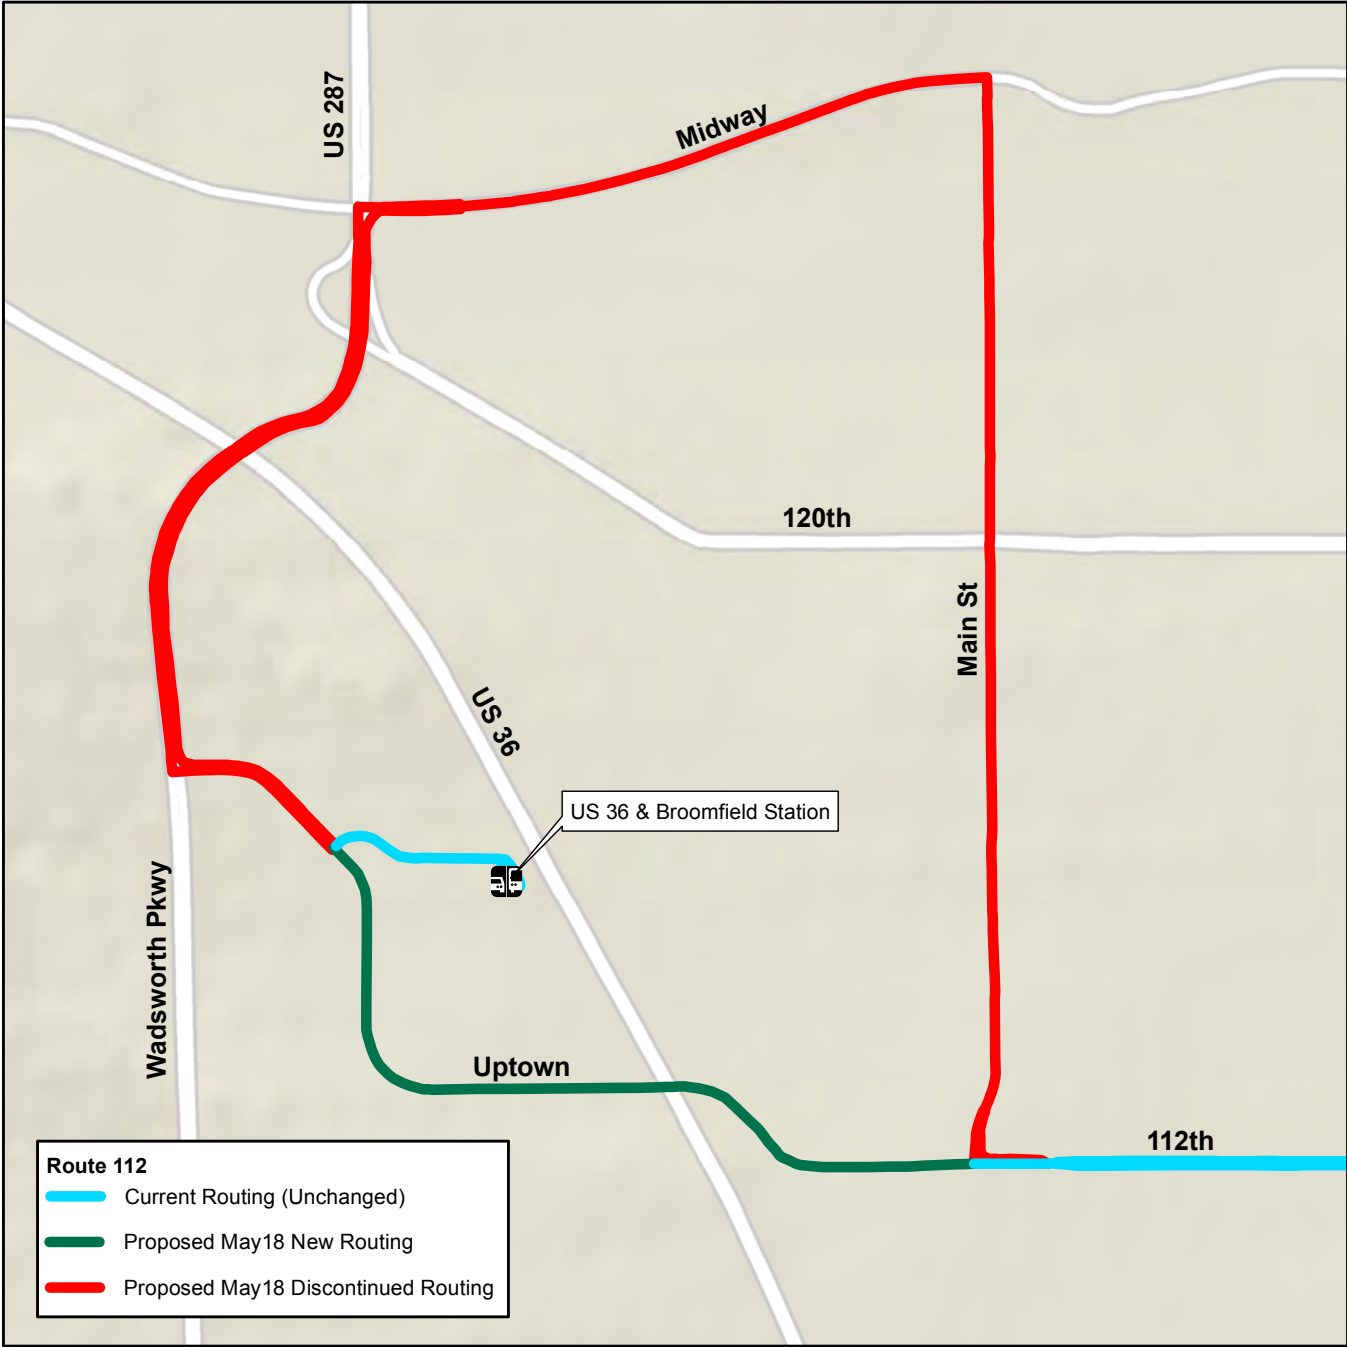 US 287
Midway
120th
Main St
US 36
US 36 & Broomfield Station
Wadsworth Pkwy
Uptown
112th
Route 112
Current Routing (Unchanged)
Proposed May18 New Routing
Proposed May18 Discontinued Routing